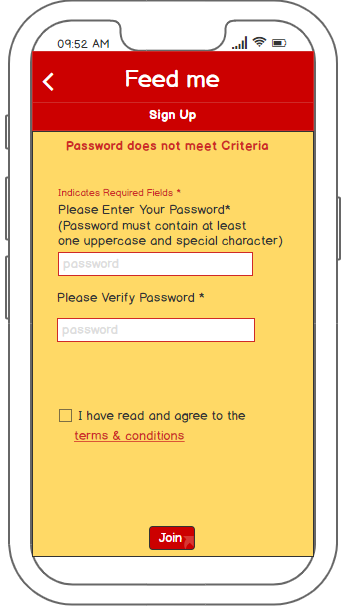 09:52 AM
Feed me
Sign Up
Password does not meet Criteria
Indicates Required Fields *
Please Enter Your Password*
(Password must contain at least
one uppercase and special character)
password
Please Verify Password *
password
I have read and agree to the
terms & conditions
Join